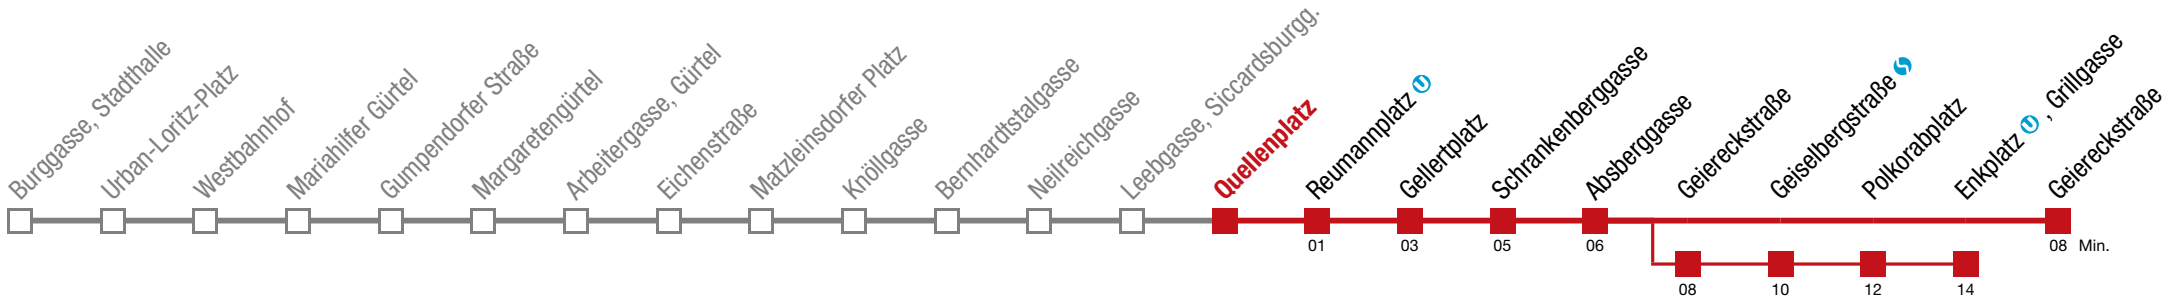 Burggasse, Stadthalle
Urban-Loritz-Platz
Westbahnhof
Mariahilfer Gürtel
Gumpendorfer Straße
Margaretengürtel
Arbeitergasse, Gürtel
Eichenstraße
Matzleinsdorfer Platz
Knöllgasse
Bernhardtstalgasse
Neilreichgasse
Leebgasse, Siccardsburgg.
Quellenplatz
Reumannplatz U
Gellertplatz
Schrankenberggasse
Absberggasse
Geiereckstraße
Geiselbergstraße S
Polkorabplatz
Enkplatz U , Grillgasse
Geiereckstraße
01 03 05 06 08 Min.
08 10 12 14